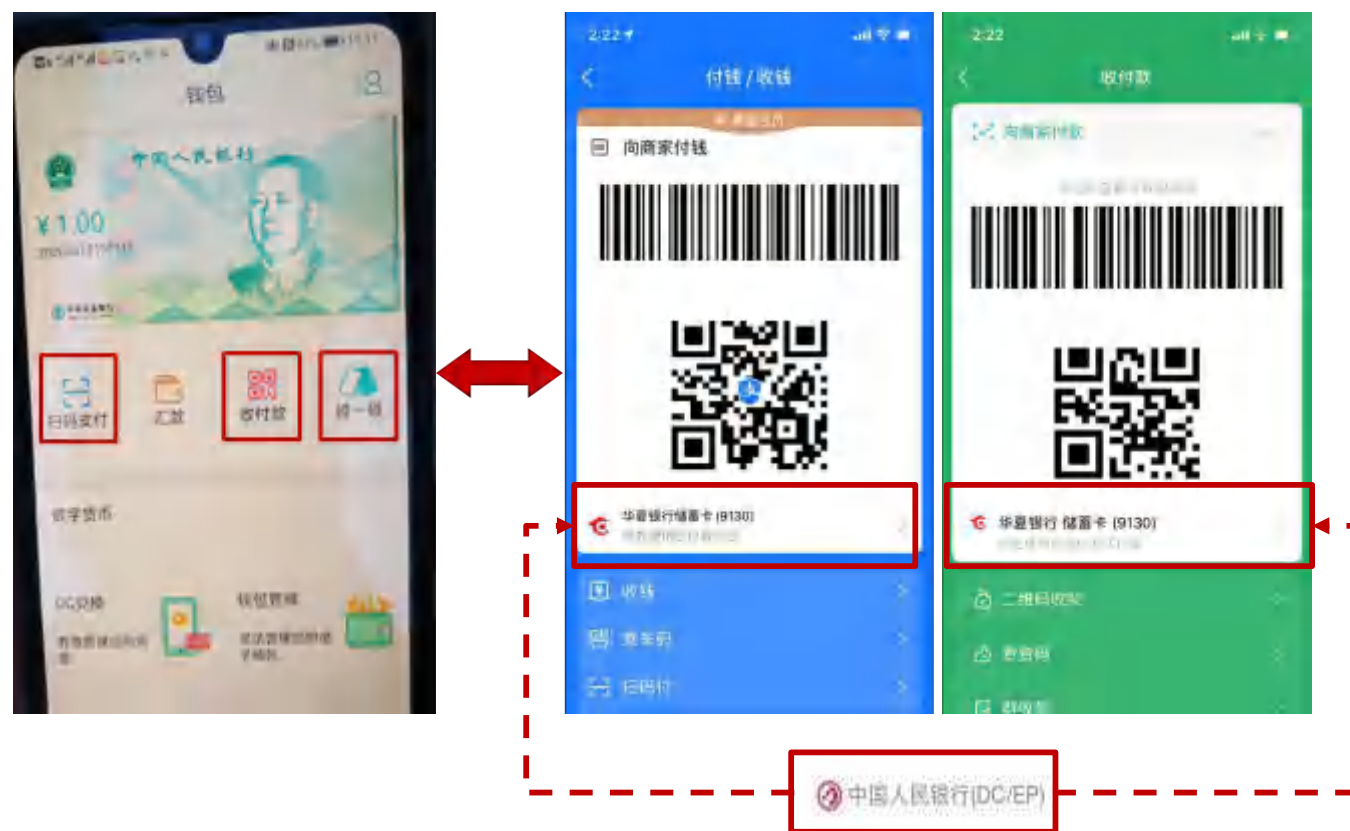 钱包
中国人民银行
¥ 1.00
扫码支付
汇款
收付款
碰一碰
数字货币
DC兑换
钱包管理
2:22
付钱 / 收钱
向商家付钱
华夏银行储蓄卡 (9130)
收钱
乘车码
扫码付
2:22
收付款
向商家付款
华夏银行 储蓄卡 (9130)
二维码收款
赞赏码
群收款
中国人民银行(DC/EP)